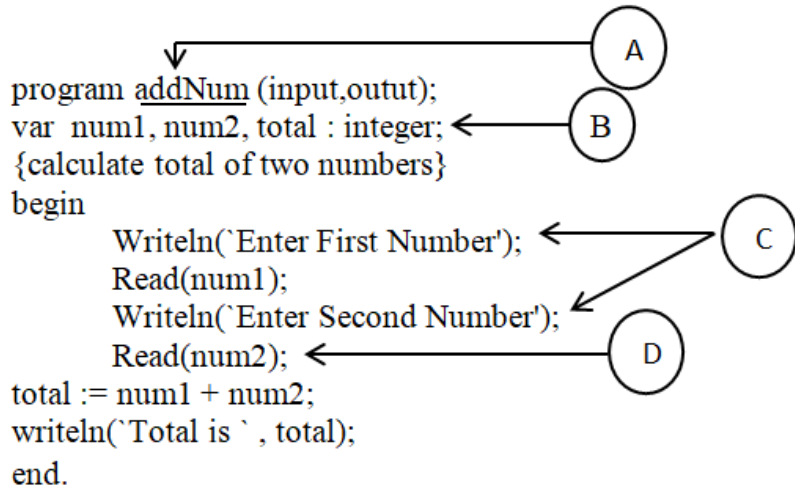 A
program addNum (input,outut);
var num1, num2, total : integer;
B
{calculate total of two numbers}
begin
Writeln(`Enter First Number');
C
Read(num1);
Writeln(`Enter Second Number');
Read(num2);
D
total := num1 + num2;
writeln(`Total is ` , total);
end.